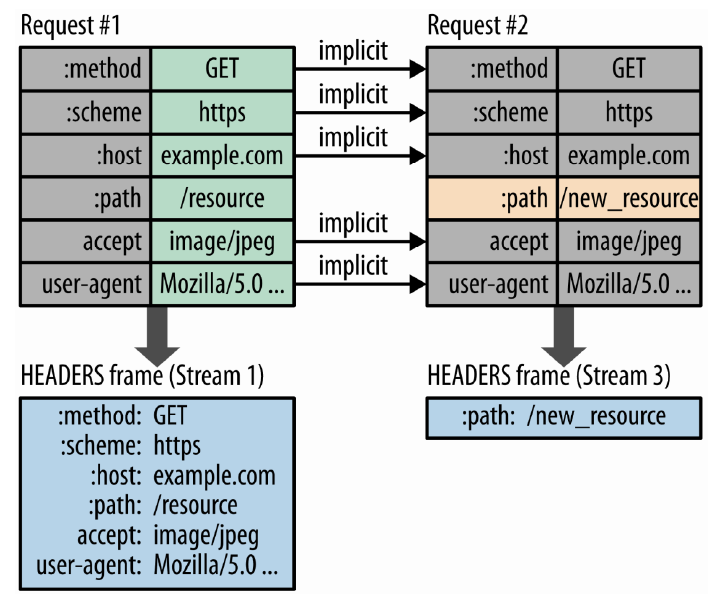 Request #1
:method GET
:scheme https
:host example.com
:path /resource
accept image/jpeg
user-agent Mozilla/5.0 ...
implicit
implicit
implicit
implicit
implicit
Request #2
:method GET
:scheme https
:host example.com
:path /new_resource
accept image/jpeg
user-agent Mozilla/5.0 ...
HEADERS frame (Stream 1)
:method: GET
:scheme: https
:host: example.com
:path: /resource
accept: image/jpeg
user-agent: Mozilla/5.0 ...
HEADERS frame (Stream 3)
:path: /new_resource